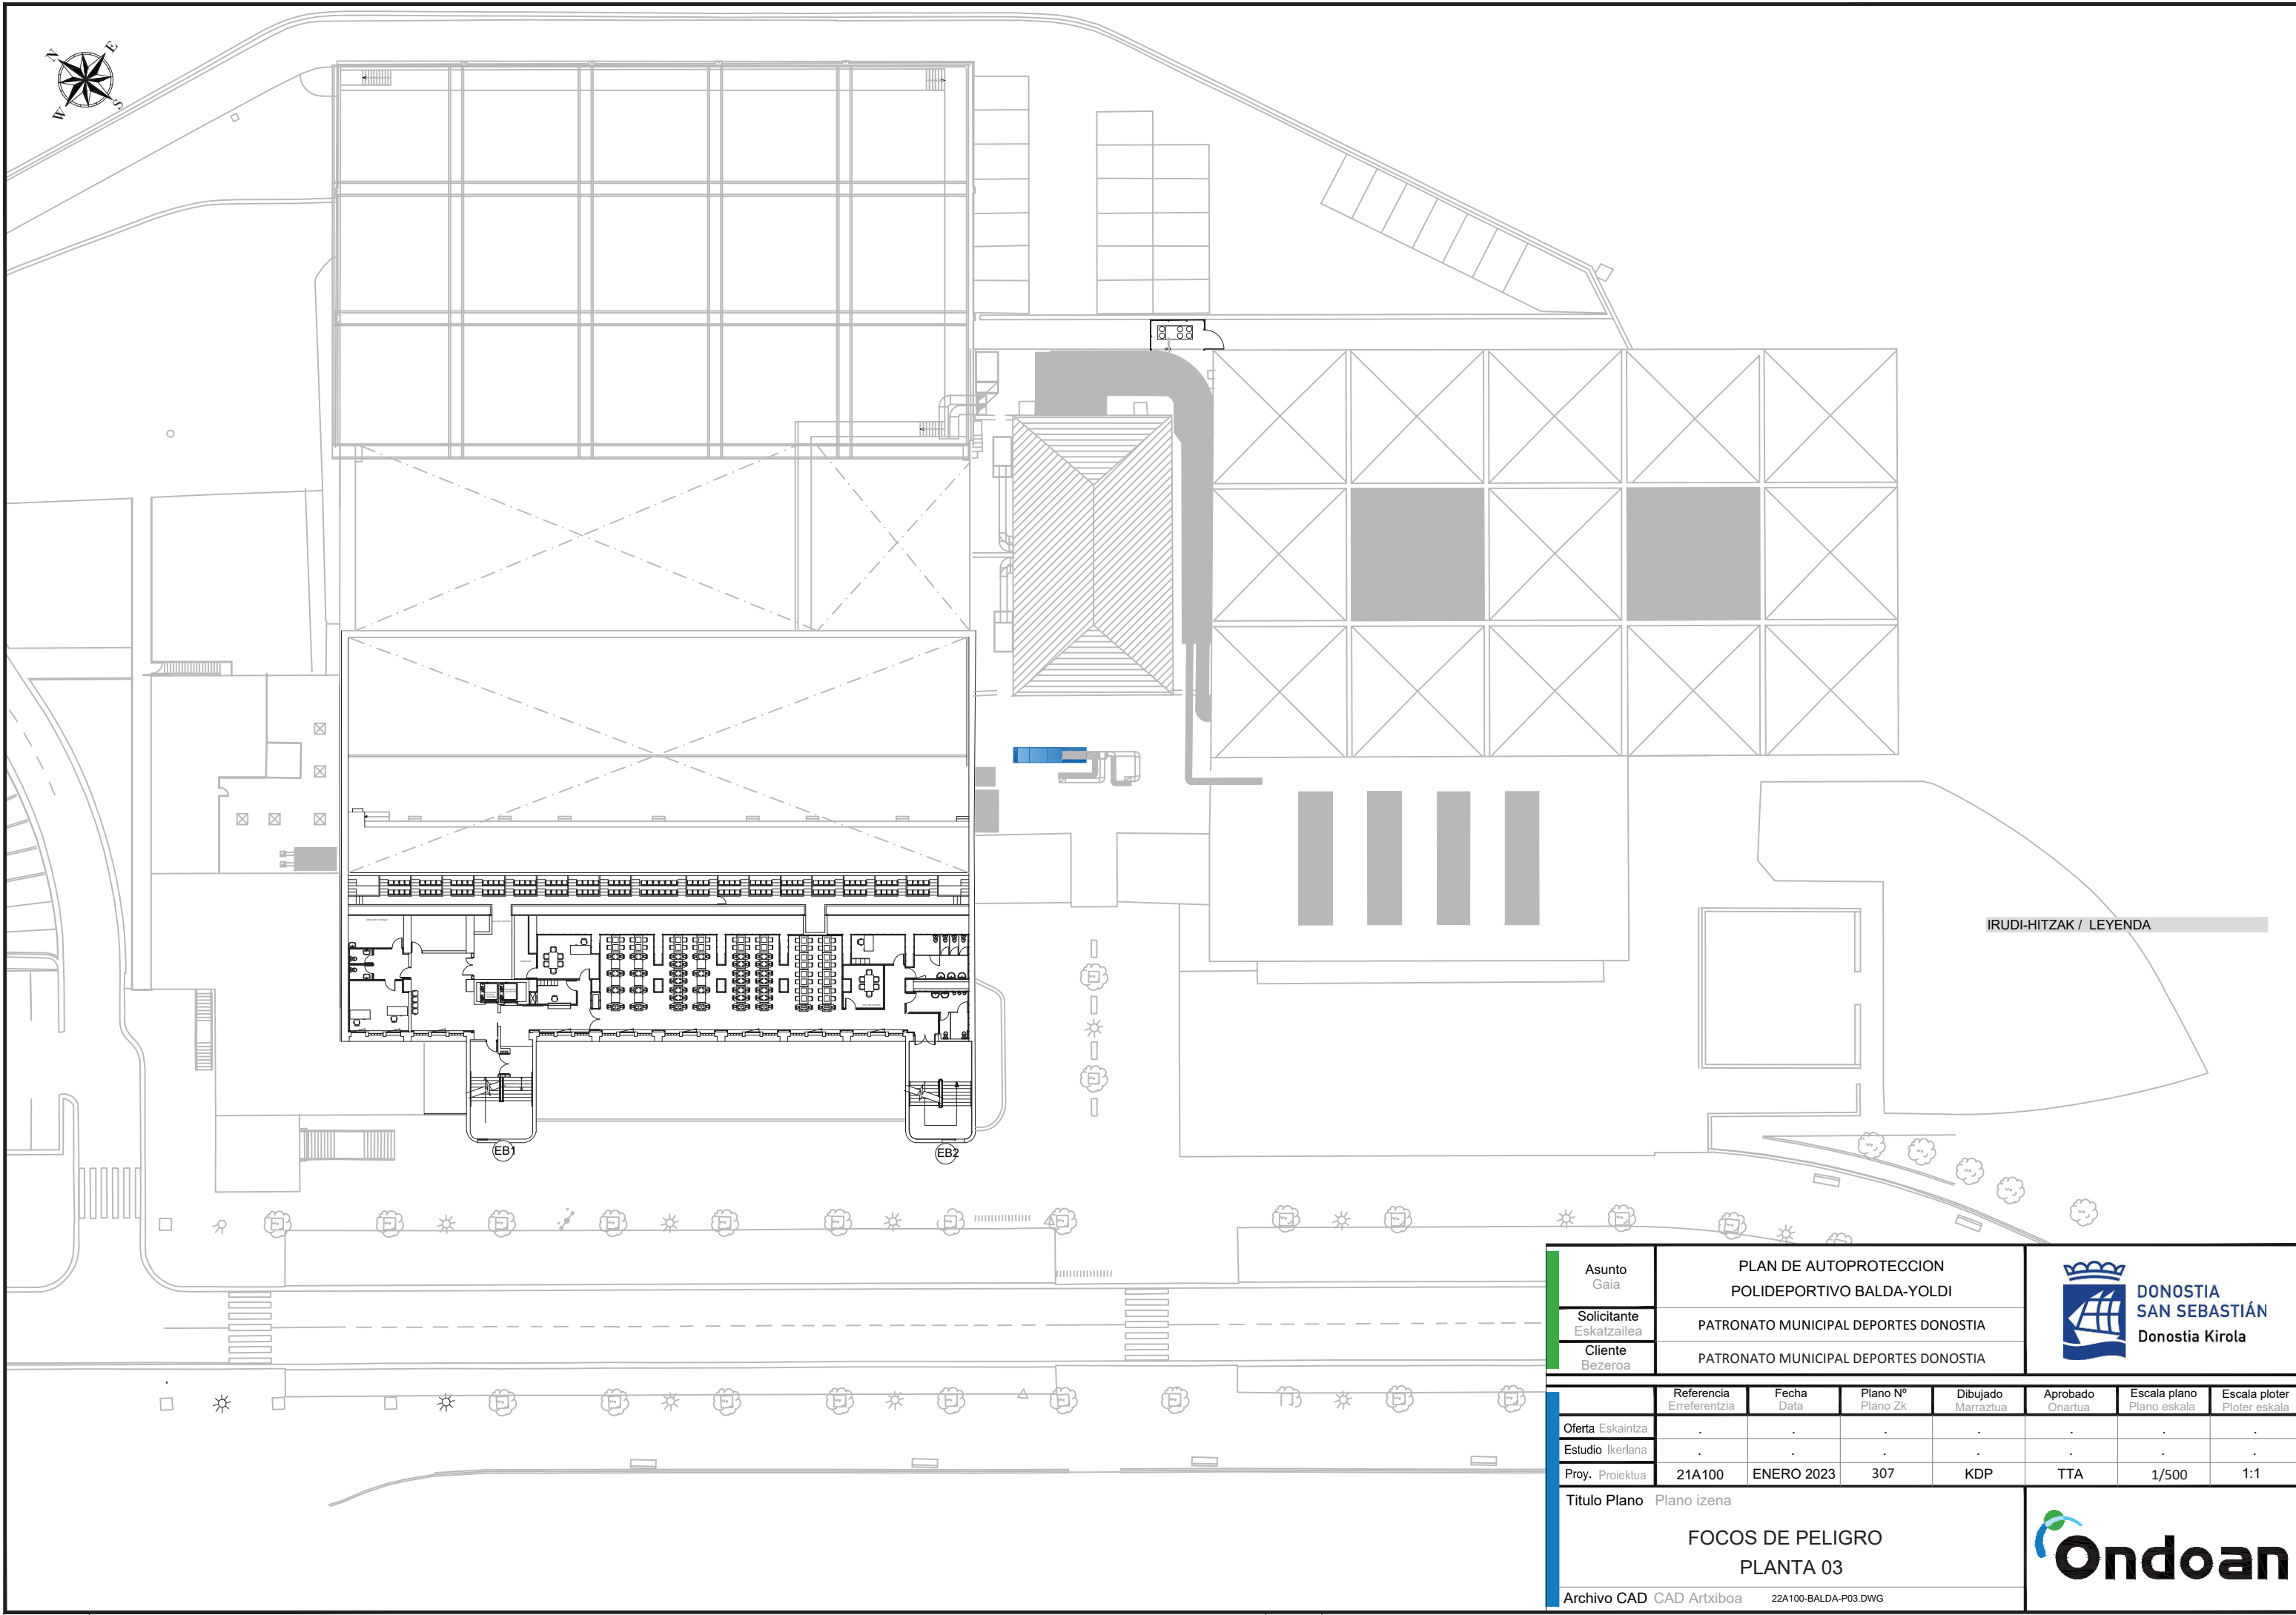 N
E
W
S
EB1
EB2
IRUDI-HITZAK / LEYENDA
Asunto
Gaia
PLAN DE AUTOPROTECCION
POLIDEPORTIVO BALDA-YOLDI
Solicitante
Eskatzailea
PATRONATO MUNICIPAL DEPORTES DONOSTIA
Cliente
Bezeroa
PATRONATO MUNICIPAL DEPORTES DONOSTIA
DONOSTIA
SAN SEBASTIÁN
Donostia Kirola
Referencia Fecha Plano Nº Dibujado Aprobado Escala plano Escala ploter
Erreferentzia Data Plano Zk Marraztua Onartua Plano eskala Ploter eskala
Oferta Eskaintza . . . . . . .
Estudio Ikerlana . . . . . . .
Proy. Proiektua 21A100 ENERO 2023 307 KDP TTA 1/500 1:1
Titulo Plano Plano izena
FOCOS DE PELIGRO
PLANTA 03
Archivo CAD CAD Artxiboa 22A100-BALDA-P03.DWG
Ondoan